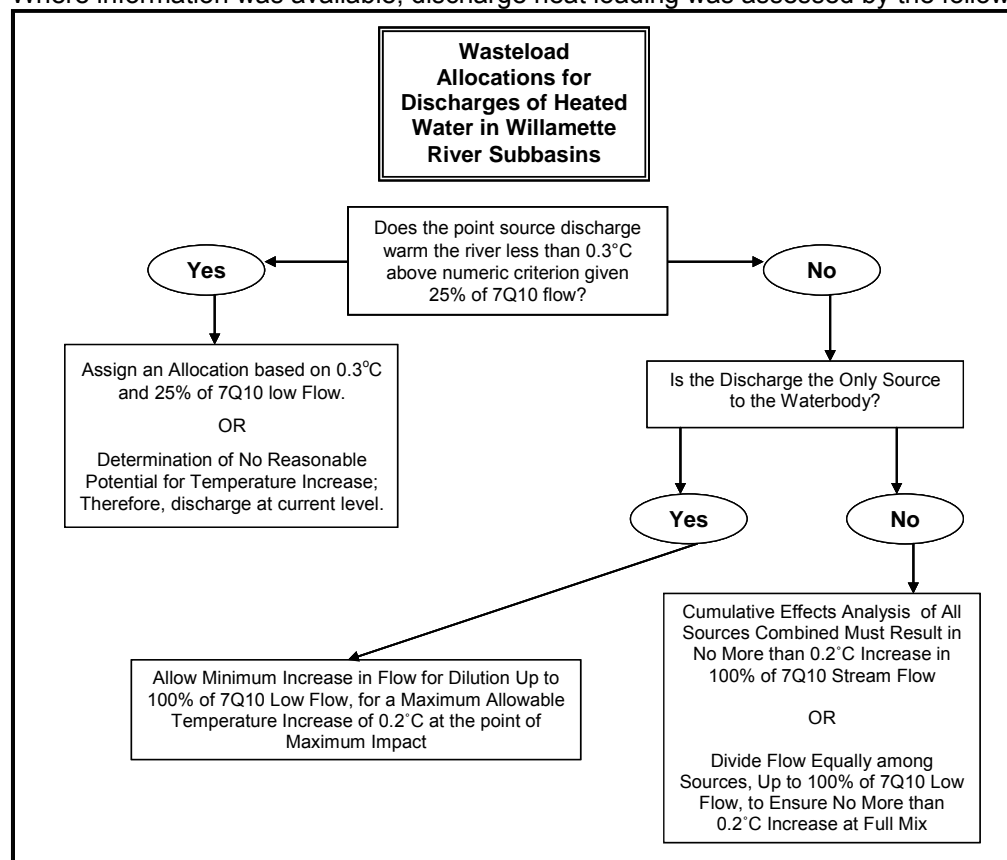 Where information was available, discharge heat loading was assessed by the follow
Wasteload
Allocations for
Discharges of Heated
Water in Willamette
River Subbasins
Does the point source discharge
warm the river less than 0.3°C
above numeric criterion given
25% of 7Q10 flow?
Yes
No
Assign an Allocation based on 0.3°C
and 25% of 7Q10 low Flow.
OR
Determination of No Reasonable
Potential for Temperature Increase;
Therefore, discharge at current level.
Is the Discharge the Only Source
to the Waterbody?
Yes
No
Allow Minimum Increase in Flow for Dilution Up to
100% of 7Q10 Low Flow, for a Maximum Allowable
Temperature Increase of 0.2˚C at the point of
Maximum Impact
Cumulative Effects Analysis of All
Sources Combined Must Result in
No More than 0.2˚C Increase in
100% of 7Q10 Stream Flow
OR
Divide Flow Equally among
Sources, Up to 100% of 7Q10 Low
Flow, to Ensure No More than
0.2˚C Increase at Full Mix